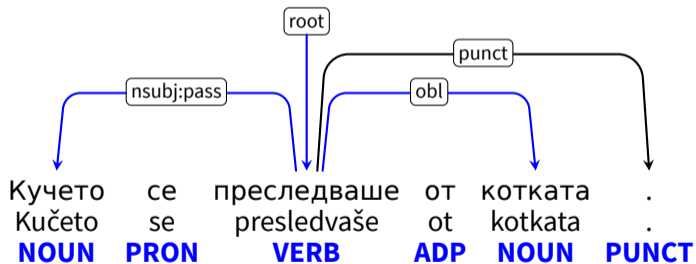 root
punct
nsubj:pass obl
Кучето се преследваше от котката .
Kučeto se presledvaše ot kotkata .
NOUN PRON VERB ADP NOUN PUNCT